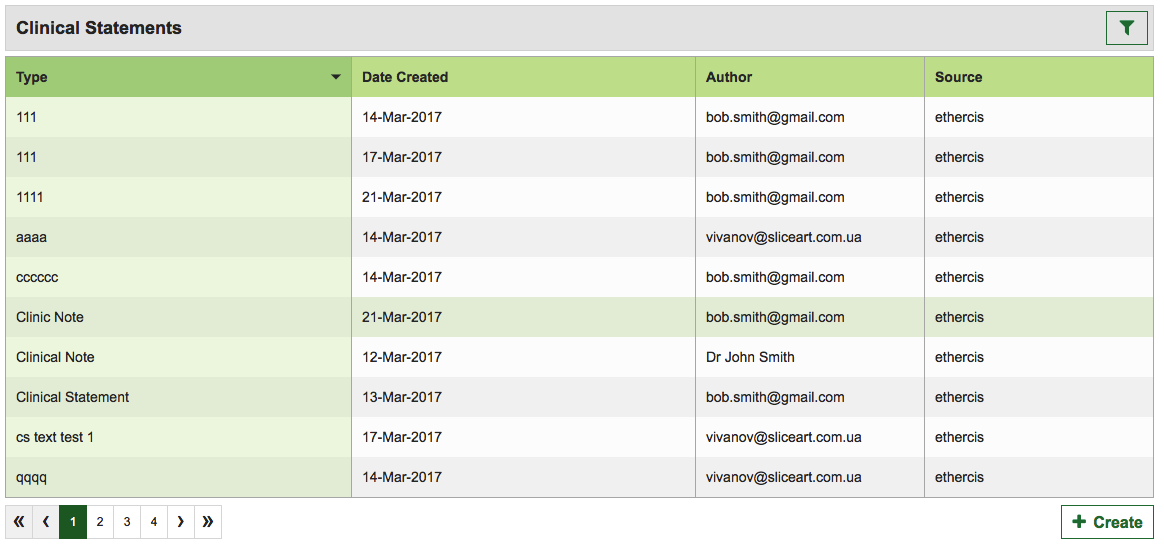 Clinical Statements
Type Date Created Author Source
111 14-Mar-2017 bob.smith@gmail.com ethercis
111 17-Mar-2017 bob.smith@gmail.com ethercis
1111 21-Mar-2017 bob.smith@gmail.com ethercis
aaaa 14-Mar-2017 vivanov@sliceart.com.ua ethercis
cccccc 14-Mar-2017 bob.smith@gmail.com ethercis
Clinic Note 21-Mar-2017 bob.smith@gmail.com ethercis
Clinical Note 12-Mar-2017 Dr John Smith ethercis
Clinical Statement 13-Mar-2017 bob.smith@gmail.com ethercis
cs text test 1 17-Mar-2017 vivanov@sliceart.com.ua ethercis
qqqq 14-Mar-2017 vivanov@sliceart.com.ua ethercis
« ‹ 1 2 3 4 › » + Create